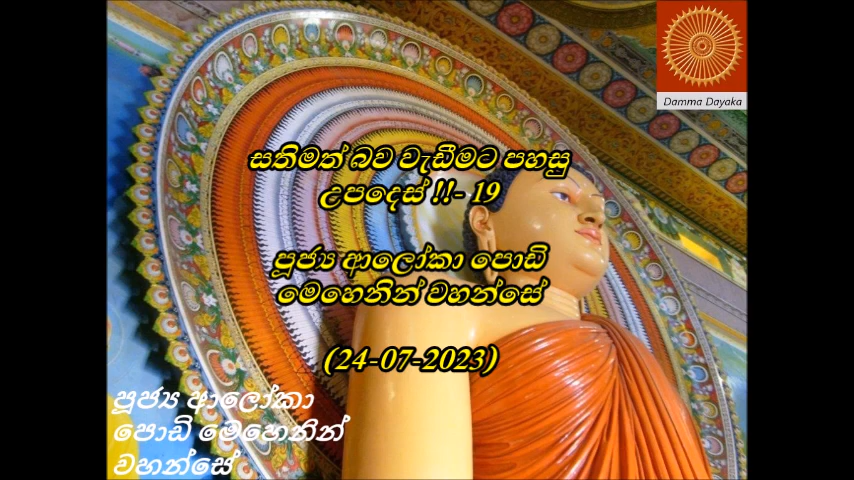 Damma Dayaka
සතිමත් බව වැඩීමට පහසු
උපදෙස් !!- 19
පූජ්‍ය ආලෝකා පොඩි
මෙහෙනින් වහන්සේ
(24-07-2023)
පූජ්‍ය ආලෝකා
පොඩි මෙහෙනින්
වහන්සේ